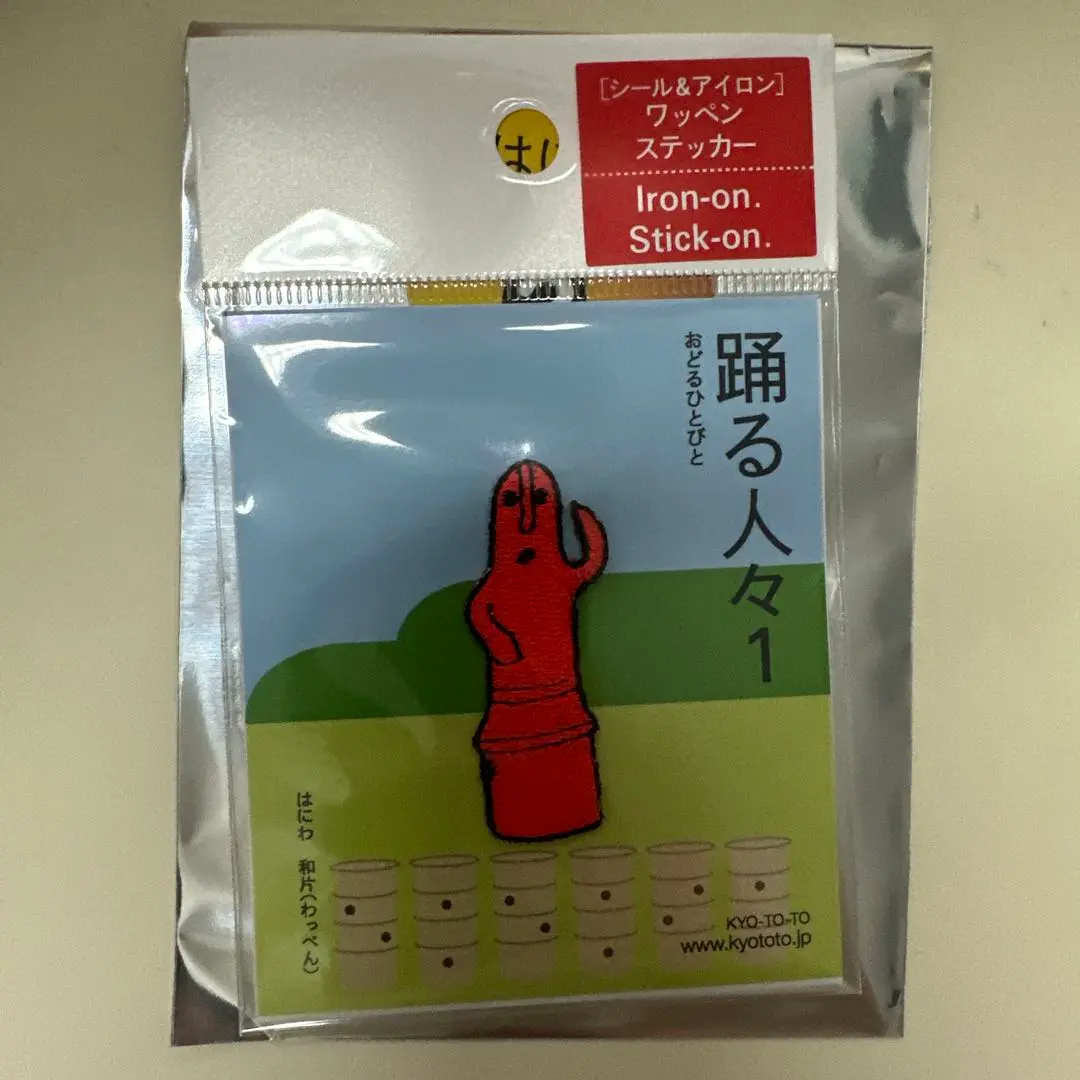 [シール&アイロン]
ワッペン
ステッカー
Iron-on.
Stick-on.
踊る人々1
おどるひとびと
はにわ 和片(わっぺん)
KYO-TO-TO
www.kyototo.jp